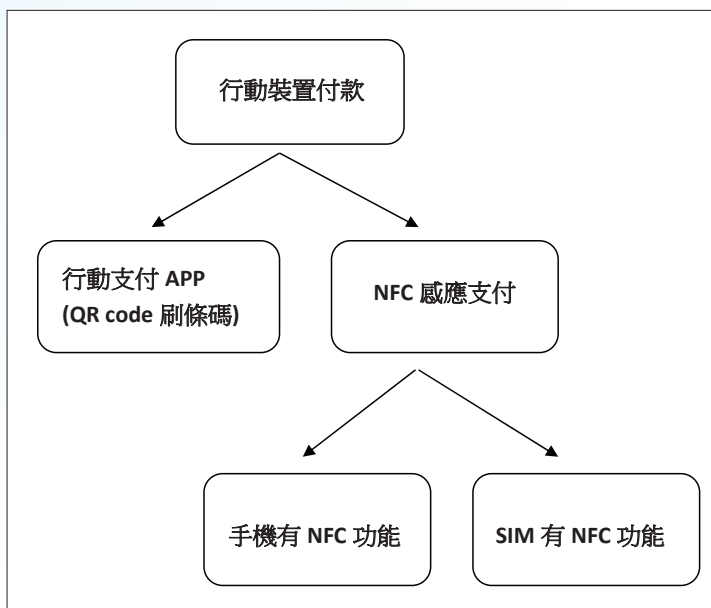 行動裝置付款
行動支付 APP
(QR code 刷條碼)
NFC 感應支付
手機有 NFC 功能
SIM 有 NFC 功能